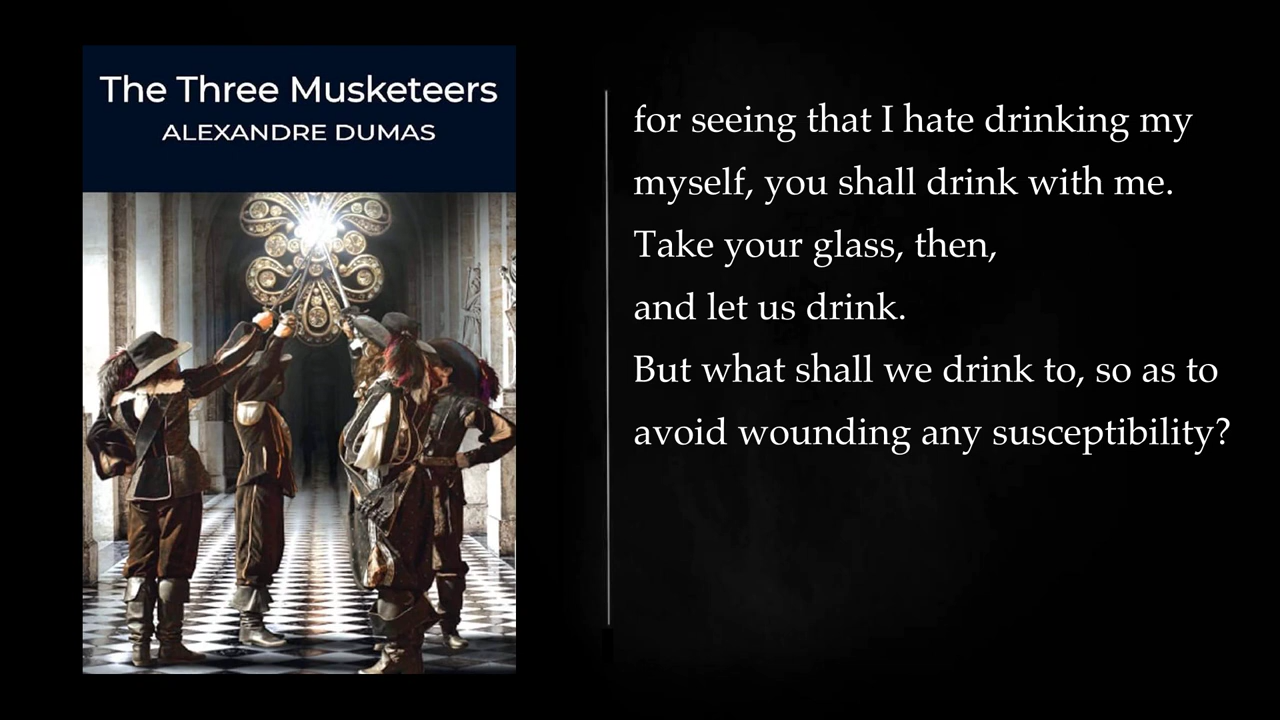 The Three Musketeers
ALEXANDRE DUMAS
for seeing that I hate drinking my
myself, you shall drink with me.
Take your glass, then,
and let us drink.
But what shall we drink to, so as to
avoid wounding any susceptibility?